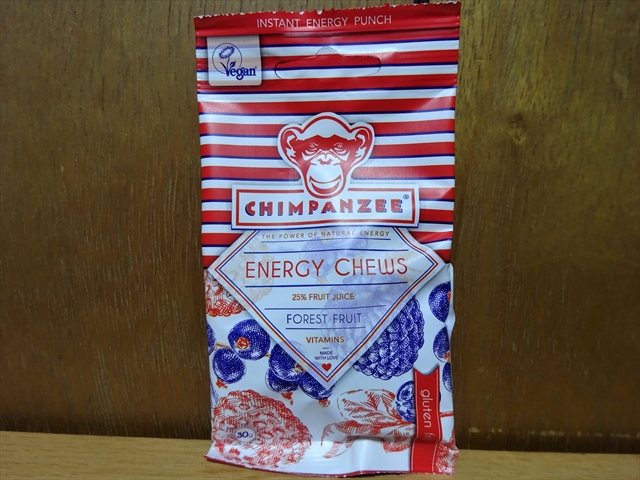 INSTANT ENERGY PUNCH
Vegan
CHIMPANZEE®
THE POWER OF NATURAL ENERGY
ENERGY CHEWS
25% FRUIT JUICE
FOREST FRUIT
VITAMINS
MADE
WITH LOVE
gluten
30g